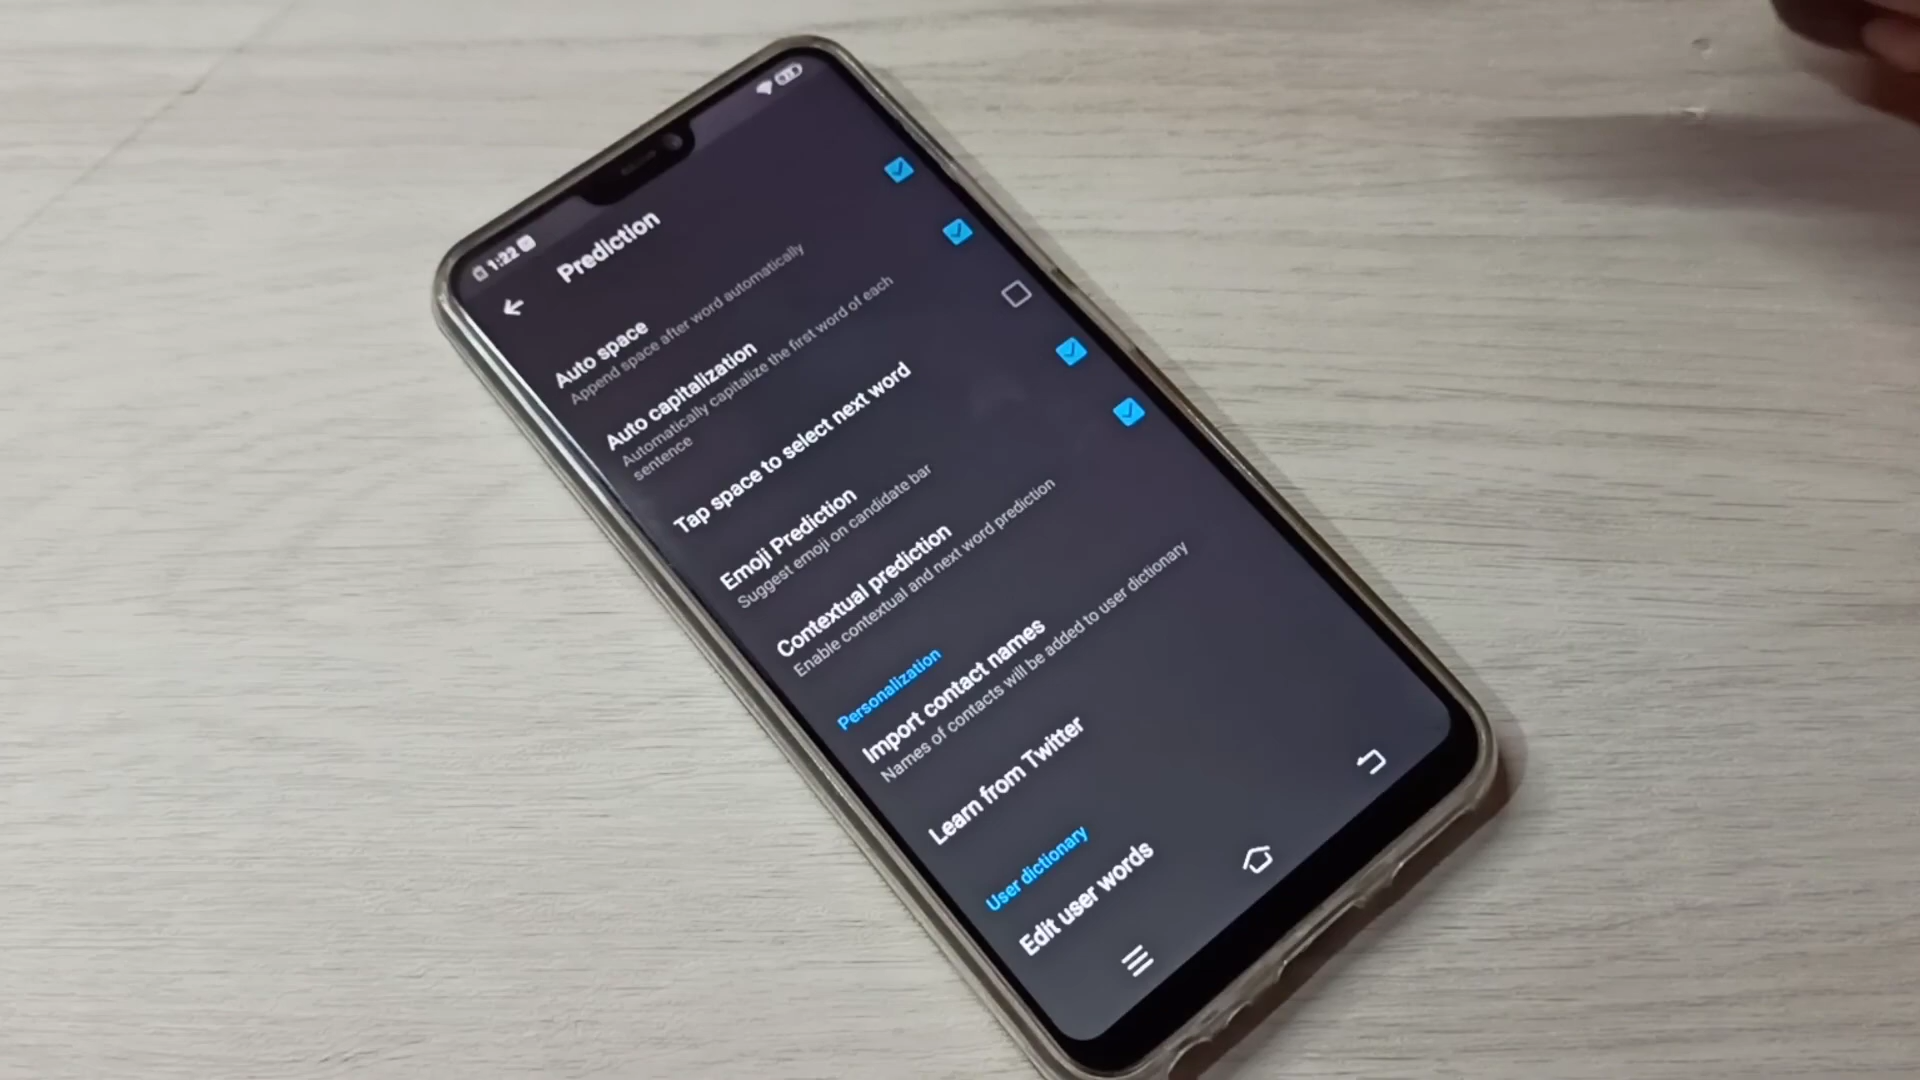 1:22
Prediction
Auto space
Append space after word automatically
Auto capitalization
Automatically capitalize the first word of each
sentence
Tap space to select next word
Emoji Prediction
Suggest emoji on candidate bar
Contextual prediction
Enable contextual and next word prediction
Personalization
Import contact names
Names of contacts will be added to user dictionary
Learn from Twitter
User dictionary
Edit user words